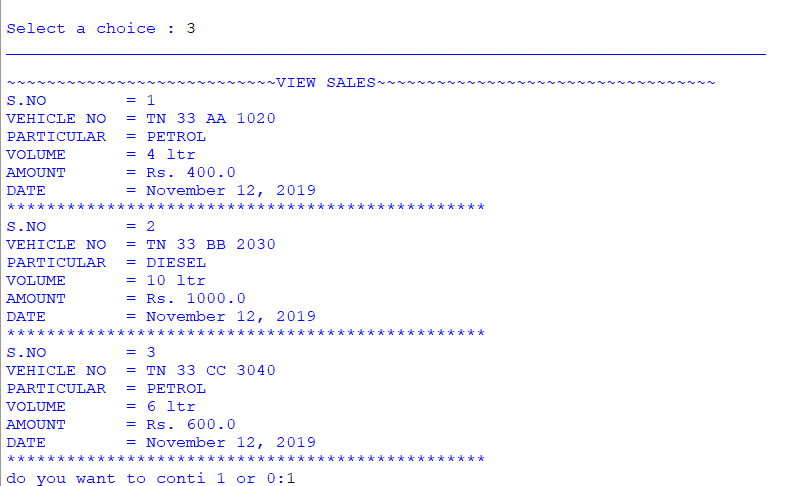 Select a choice : 3
____________________________________________________________________________
~~~~~~~~~~~~~~~~~~~~~~~~~~~VIEW SALES~~~~~~~~~~~~~~~~~~~~~~~~~~~~~~~~~~
S.NO        = 1
VEHICLE NO  = TN 33 AA 1020
PARTICULAR  = PETROL
VOLUME      = 4 ltr
AMOUNT      = Rs. 400.0
DATE        = November 12, 2019
************************************************
S.NO        = 2
VEHICLE NO  = TN 33 BB 2030
PARTICULAR  = DIESEL
VOLUME      = 10 ltr
AMOUNT      = Rs. 1000.0
DATE        = November 12, 2019
************************************************
S.NO        = 3
VEHICLE NO  = TN 33 CC 3040
PARTICULAR  = PETROL
VOLUME      = 6 ltr
AMOUNT      = Rs. 600.0
DATE        = November 12, 2019
************************************************
do you want to conti 1 or 0:1